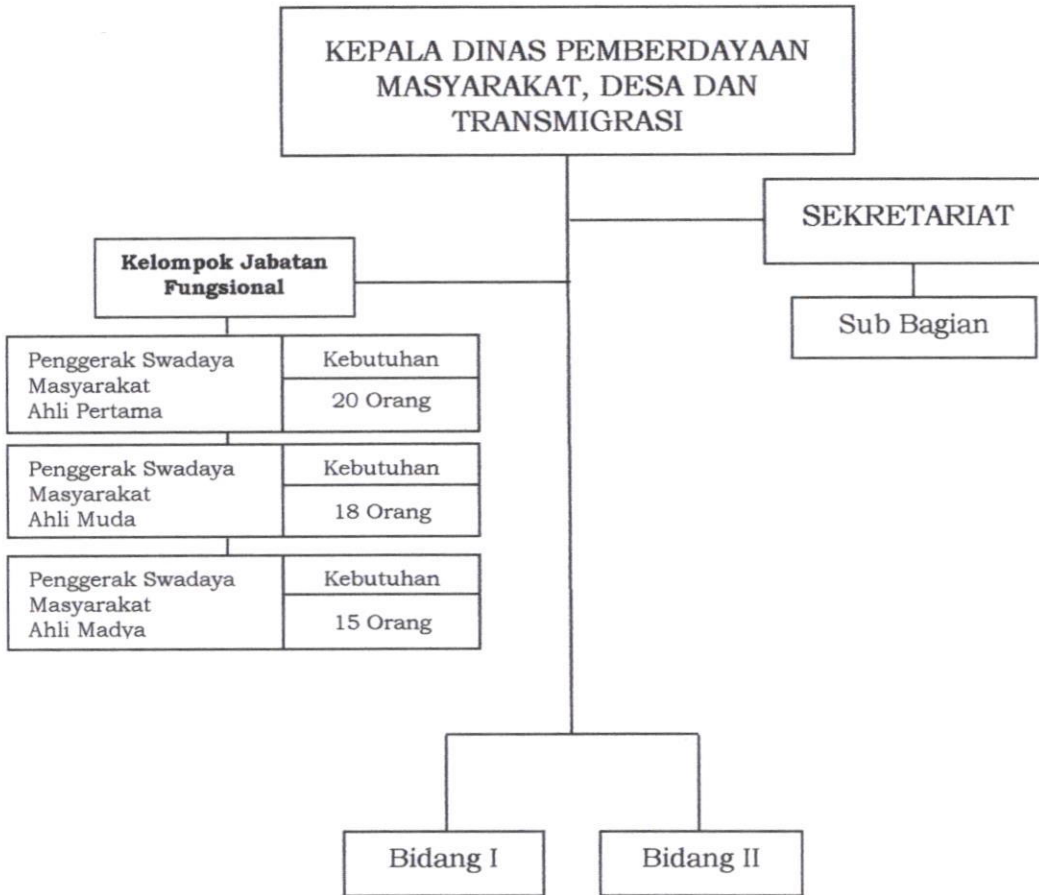 KEPALA DINAS PEMBERDAYAAN
MASYARAKAT, DESA DAN
TRANSMIGRASI
SEKRETARIAT
Sub Bagian
Kelompok Jabatan
Fungsional
Penggerak Swadaya
Masyarakat
Ahli Pertama
Kebutuhan
20 Orang
Penggerak Swadaya
Masyarakat
Ahli Muda
Kebutuhan
18 Orang
Penggerak Swadaya
Masyarakat
Ahli Madya
Kebutuhan
15 Orang
Bidang I
Bidang II